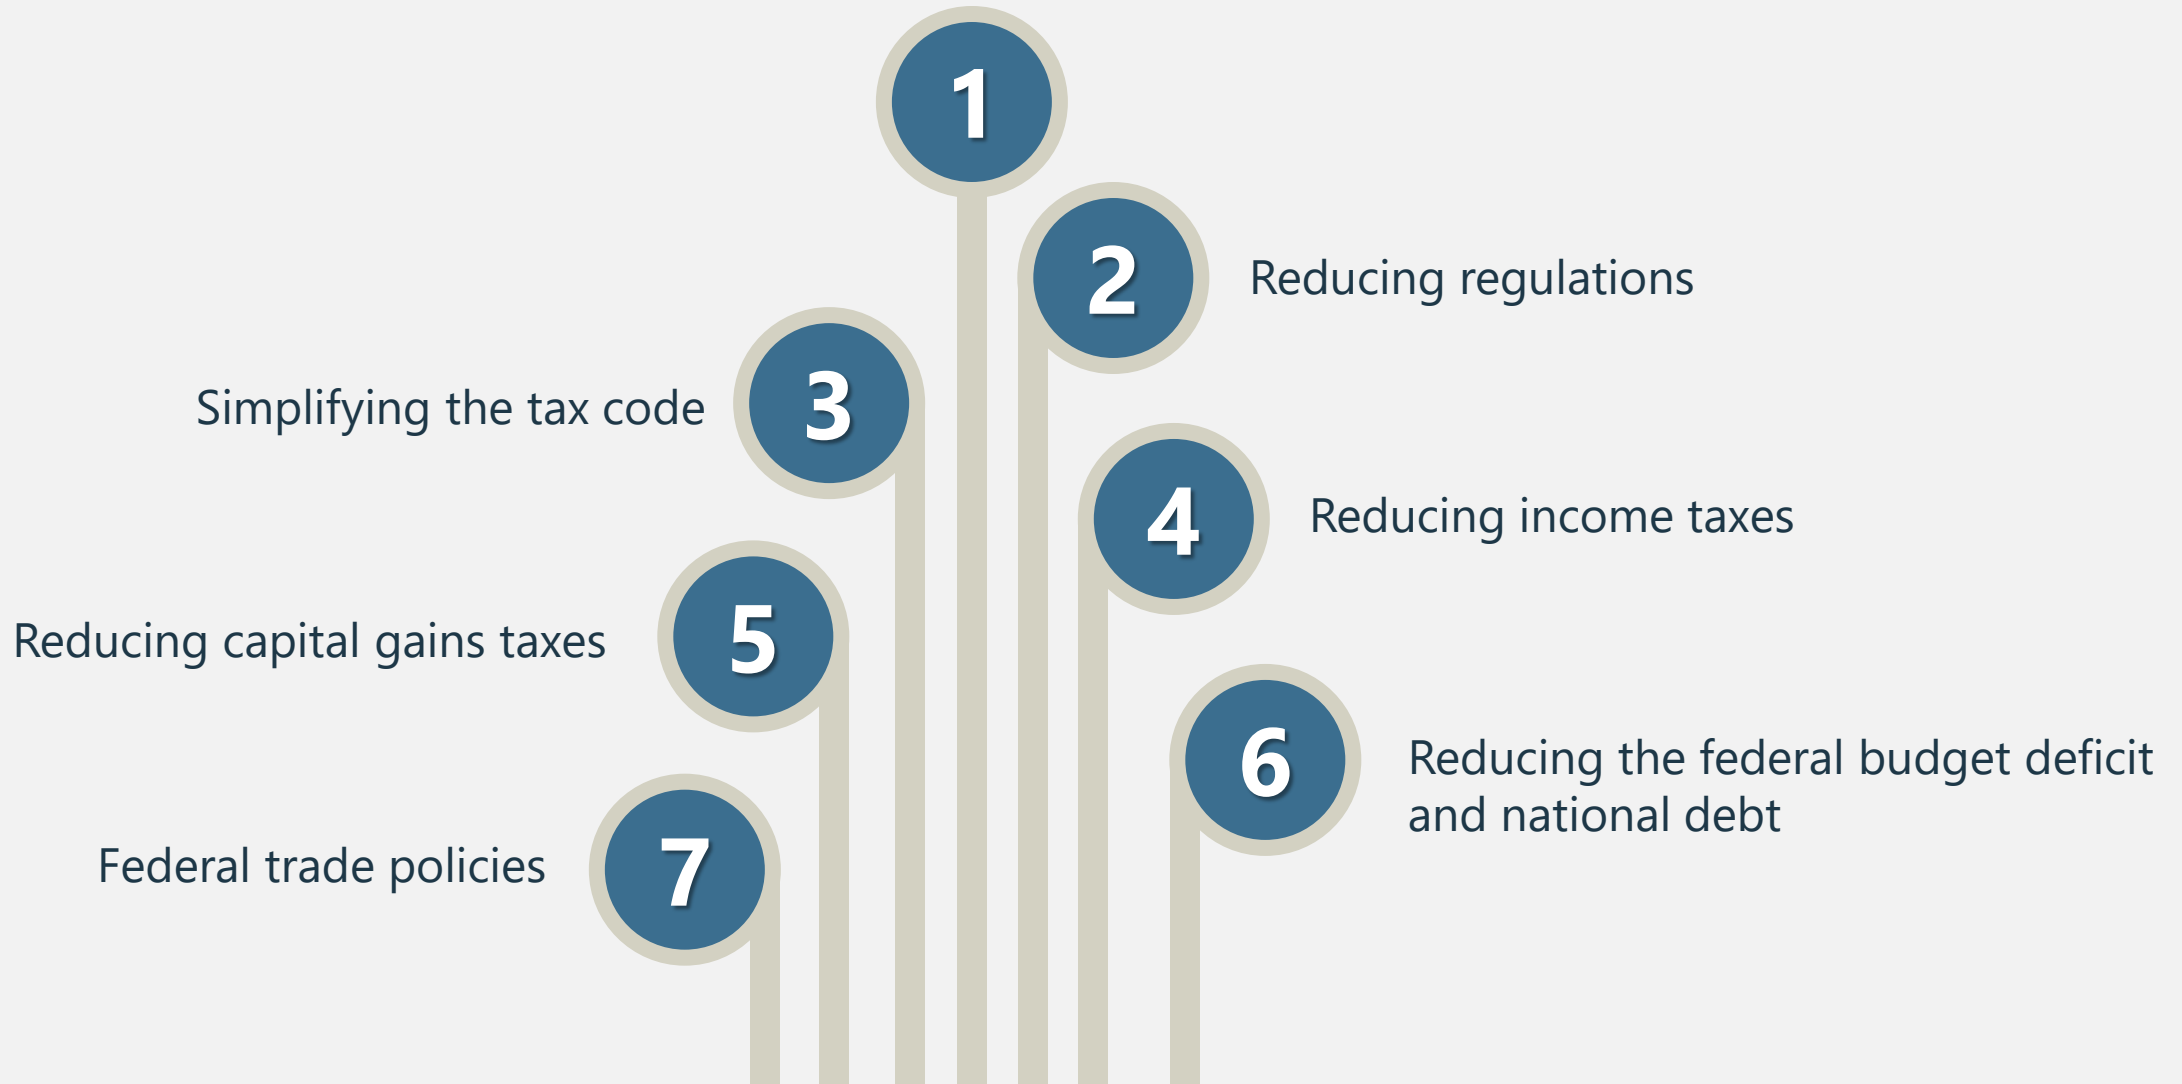 1
2
Reducing regulations
3
Simplifying the tax code
4
Reducing income taxes
5
Reducing capital gains taxes
6
Reducing the federal budget deficit
and national debt
7
Federal trade policies